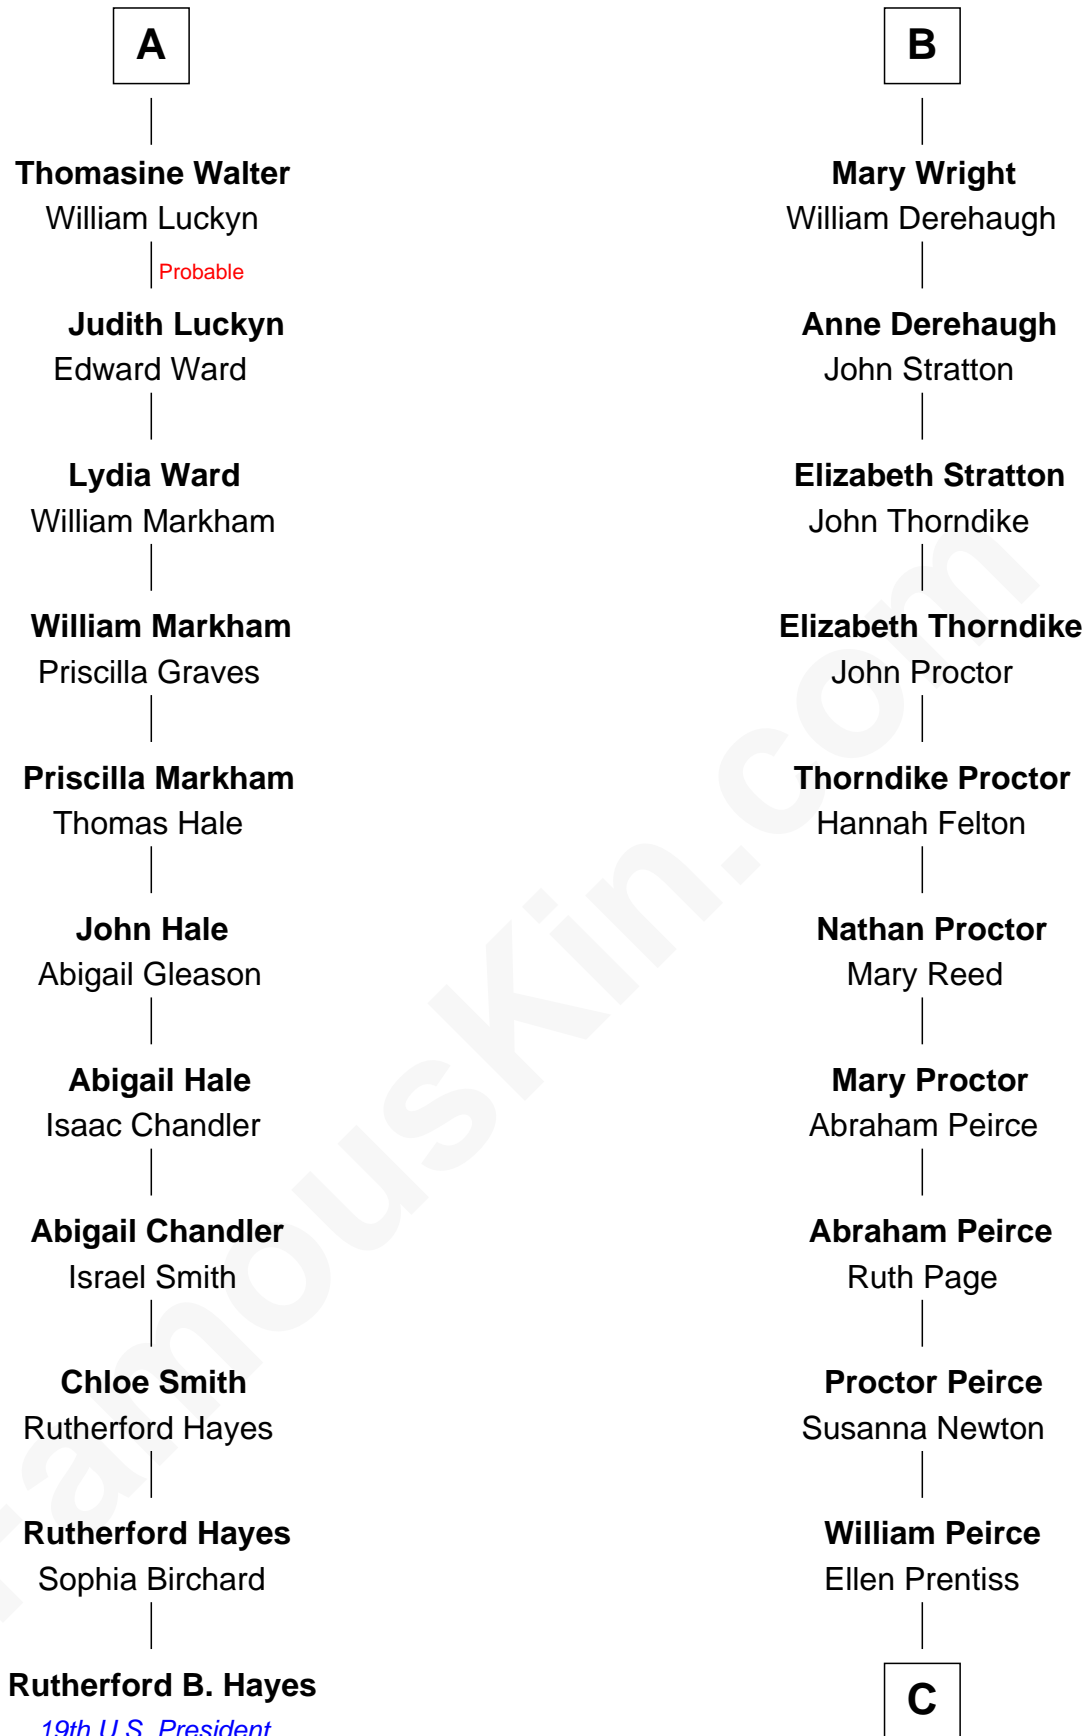 A
Thomasine Walter
William Luckyn
Probable
Judith Luckyn
Edward Ward
Lydia Ward
William Markham
William Markham
Priscilla Graves
Priscilla Markham
Thomas Hale
John Hale
Abigail Gleason
Abigail Hale
Isaac Chandler
Abigail Chandler
Israel Smith
Chloe Smith
Rutherford Hayes
Rutherford Hayes
Sophia Birchard
Rutherford B. Hayes
19th U.S. President
B
Mary Wright
William Derehaugh
Anne Derehaugh
John Stratton
Elizabeth Stratton
John Thorndike
Elizabeth Thorndike
John Proctor
Thorndike Proctor
Hannah Felton
Nathan Proctor
Mary Reed
Mary Proctor
Abraham Peirce
Abraham Peirce
Ruth Page
Proctor Peirce
Susanna Newton
William Peirce
Ellen Prentiss
C
FamousKin.com